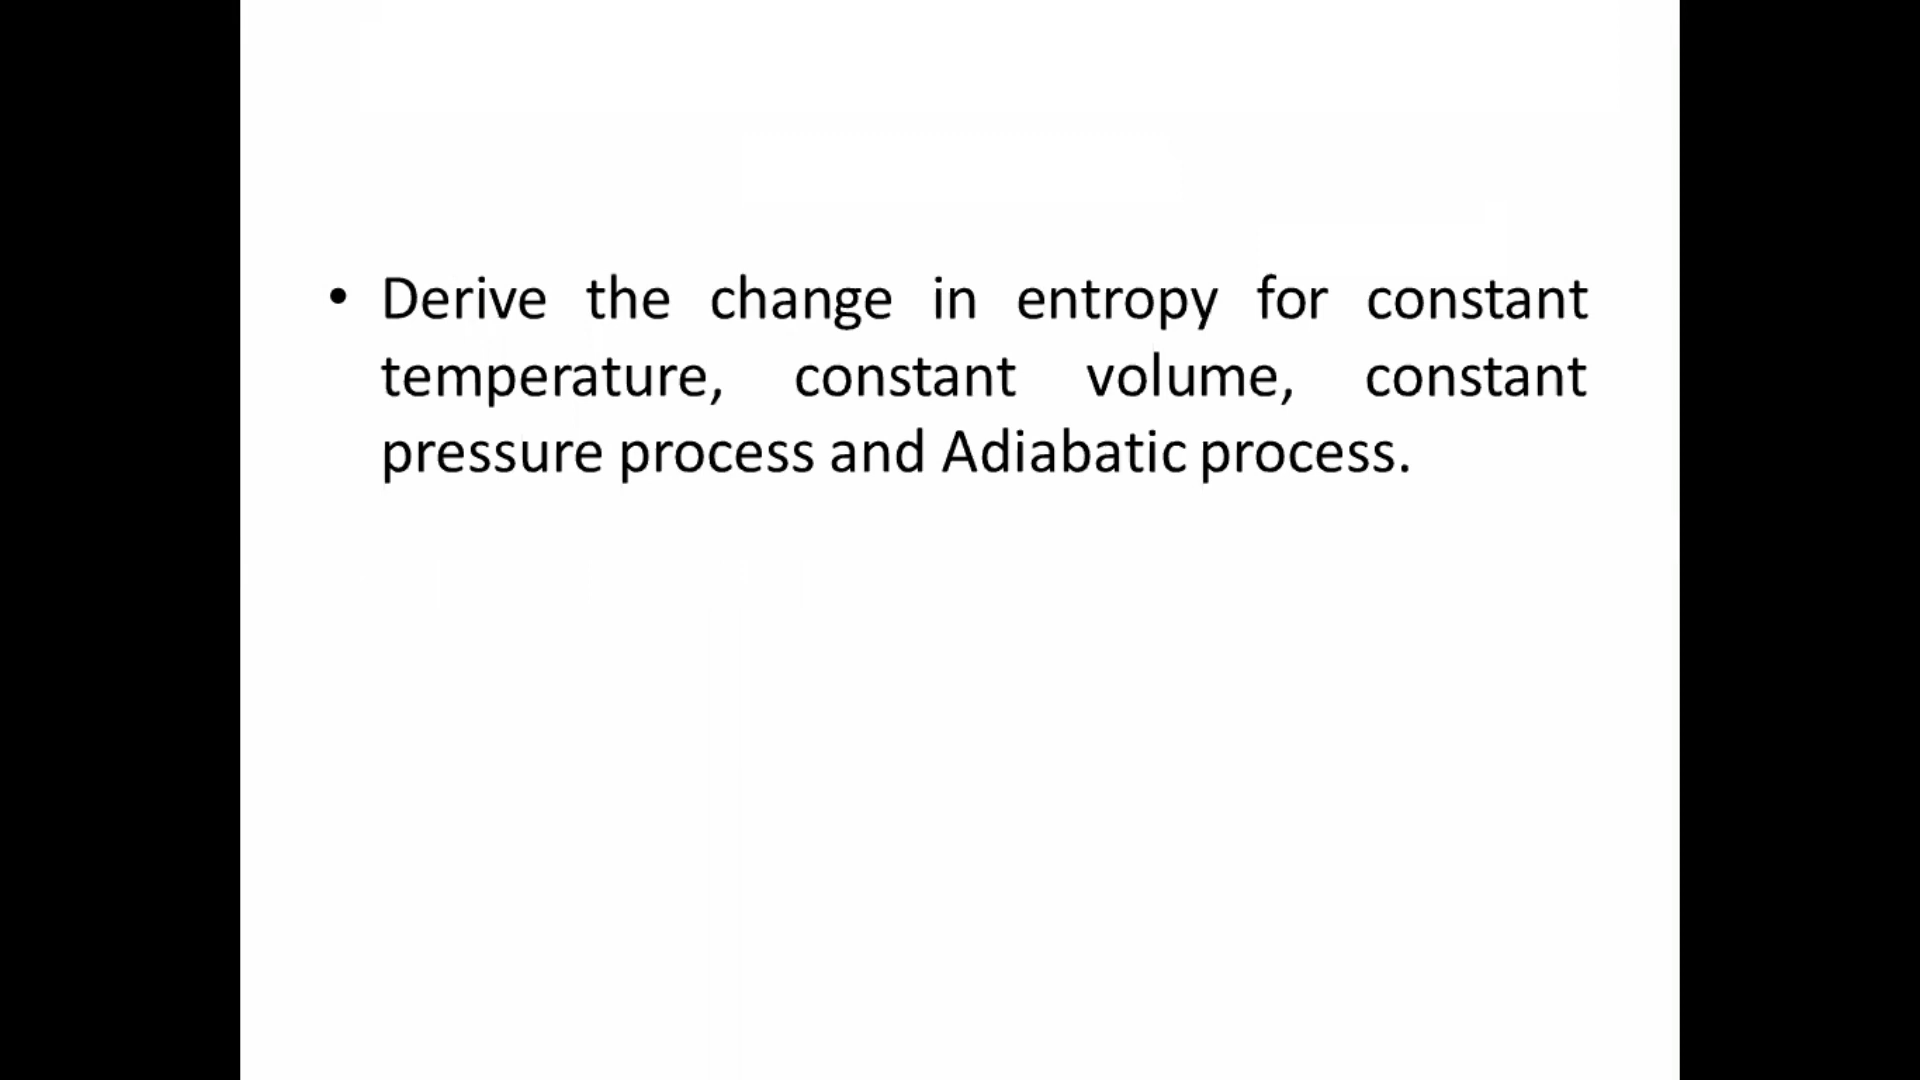 • Derive the change in entropy for constant
temperature, constant volume, constant
pressure process and Adiabatic process.